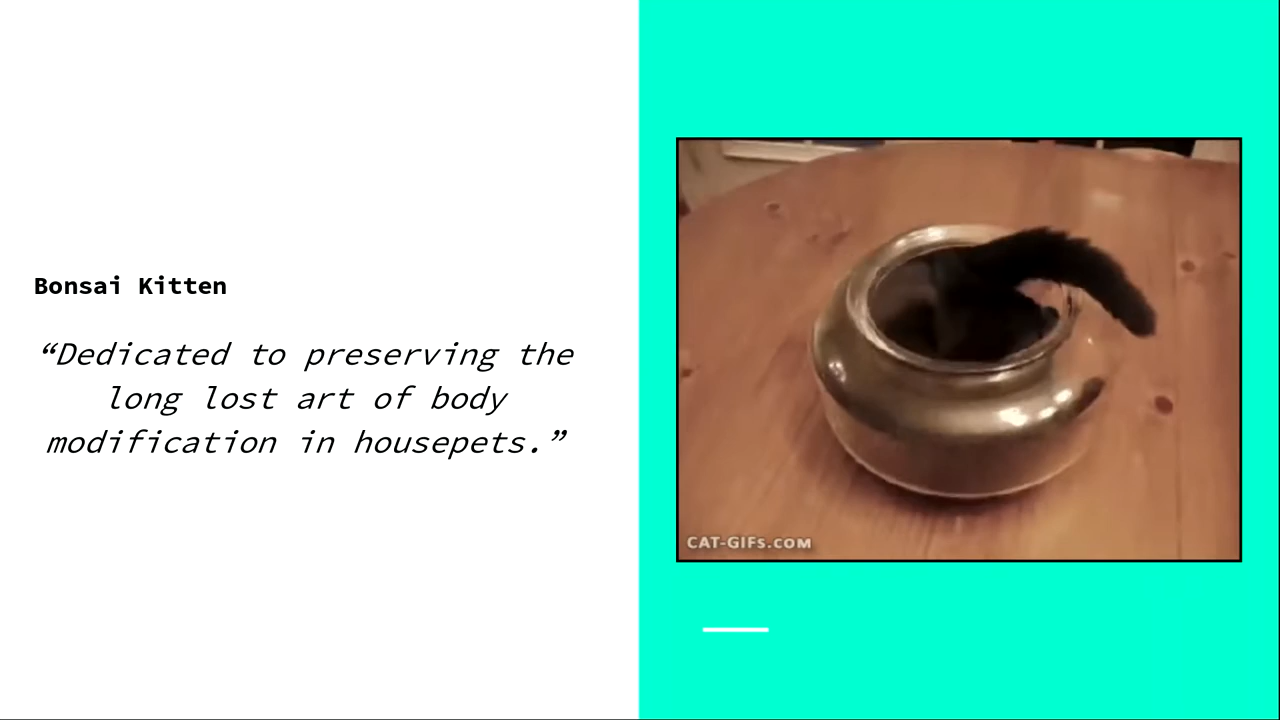 Bonsai Kitten
“Dedicated to preserving the
long lost art of body
modification in housepets.”
CAT-GIFS.COM